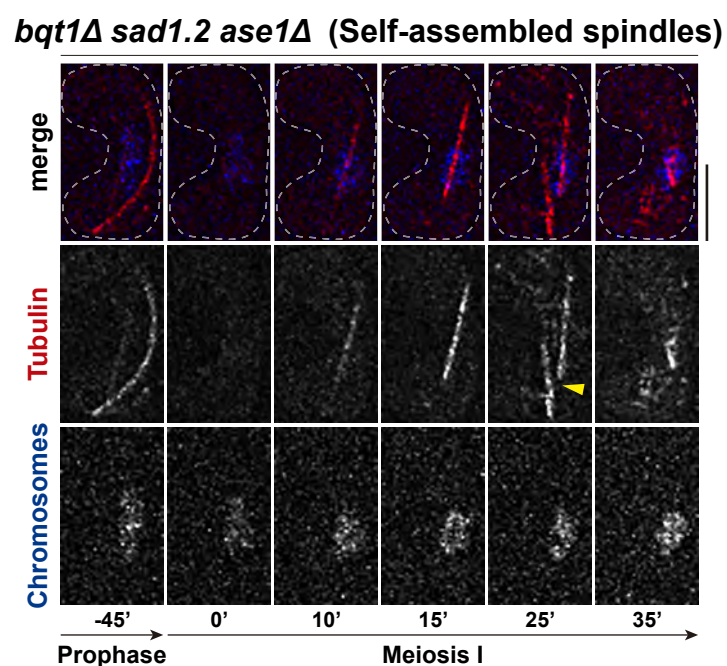 bqt1Δ sad1.2 ase1Δ (Self-assembled spindles)
merge
Tubulin
Chromosomes
-45’ 0’ 10’ 15’ 25’ 35’
Prophase Meiosis I